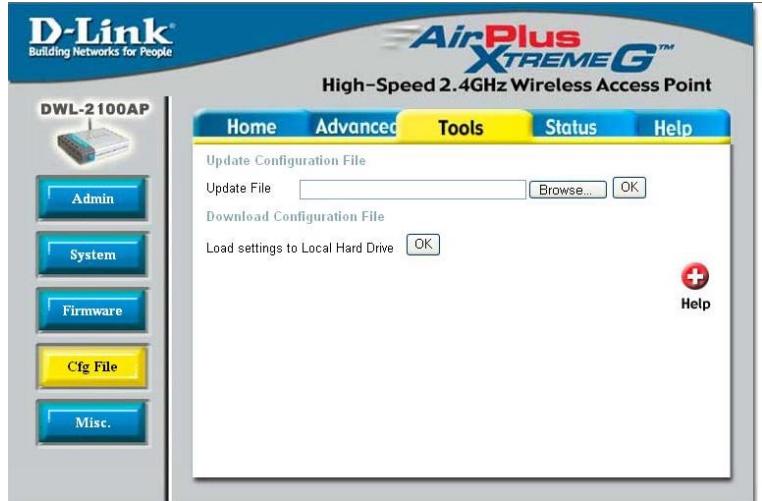 D-Link®
Building Networks for People
AirPlus
XTREME G™
High-Speed 2.4GHz Wireless Access Point
DWL-2100AP
Home Advanced Tools Status Help
Admin
System
Firmware
Cfg File
Misc.
Update Configuration File
Update File Browse... OK
Download Configuration File
Load settings to Local Hard Drive OK
Help